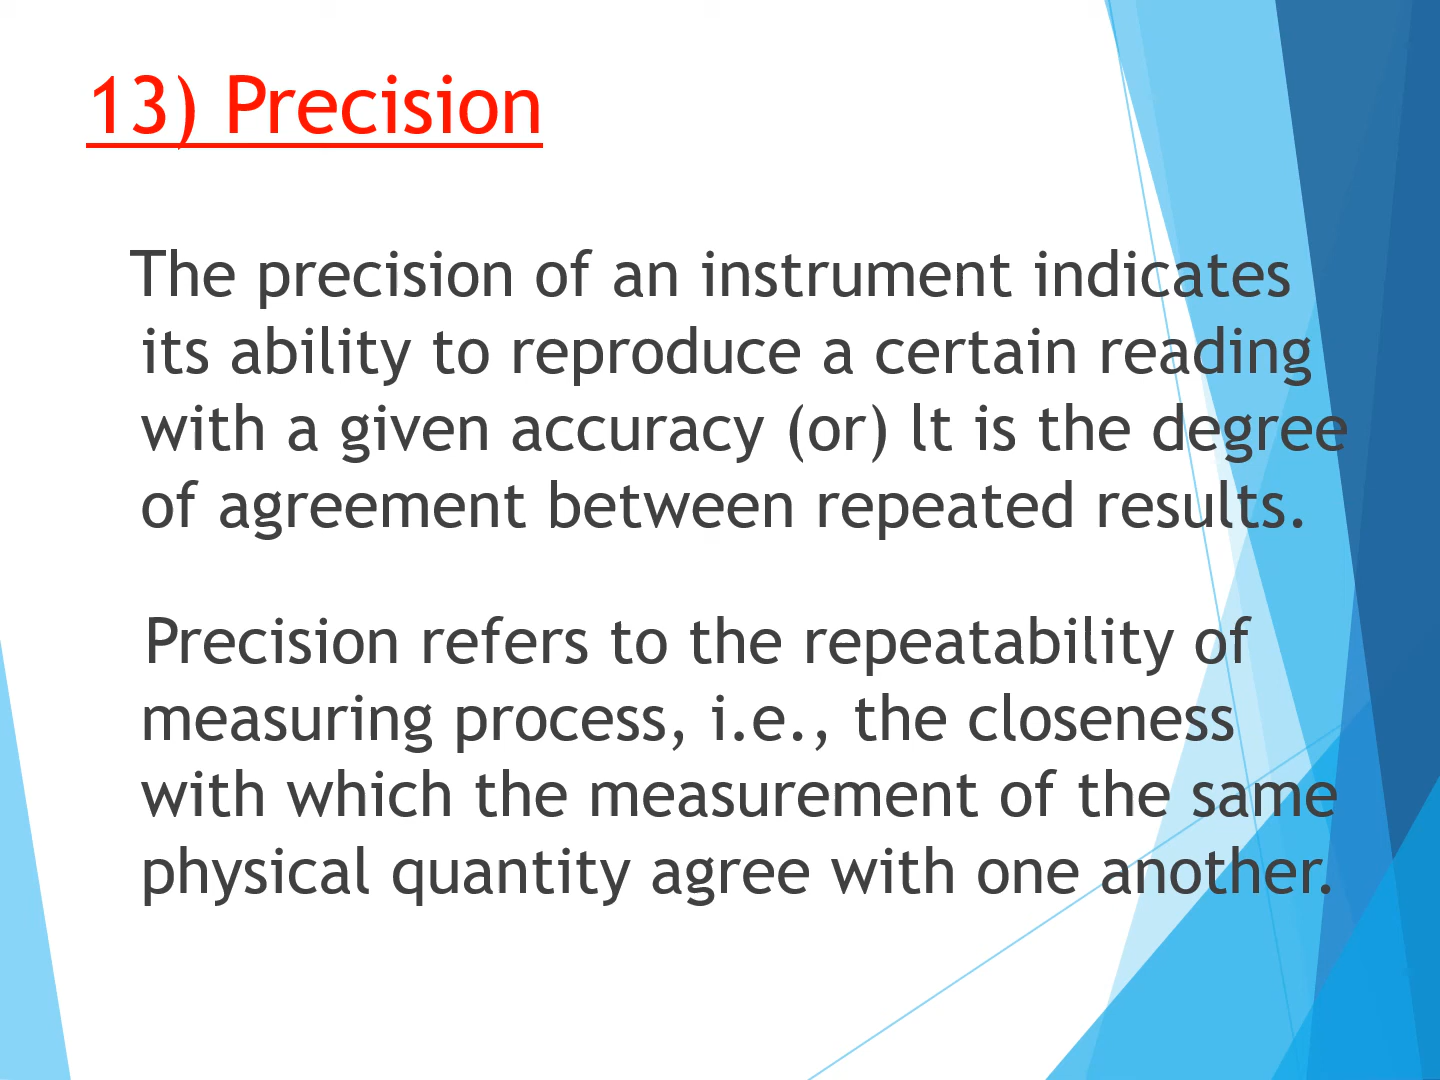 13) Precision
The precision of an instrument indicates
its ability to reproduce a certain reading
with a given accuracy (or) lt is the degree
of agreement between repeated results.
Precision refers to the repeatability of
measuring process, i.e., the closeness
with which the measurement of the same
physical quantity agree with one another.